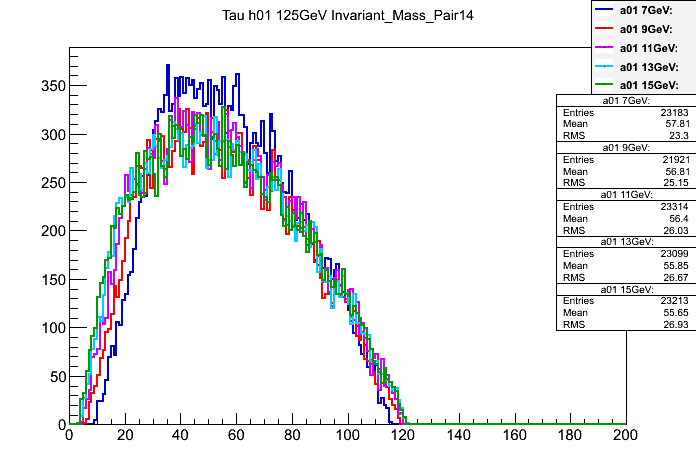 Tau h01 125GeV Invariant_Mass_Pair14
a01 7GeV:
a01 9GeV:
a01 11GeV:
a01 13GeV:
a01 15GeV:
a01 7GeV:
Entries 23183
Mean 57.81
RMS 23.3
a01 9GeV:
Entries 21921
Mean 56.81
RMS 25.15
a01 11GeV:
Entries 23314
Mean 56.4
RMS 26.03
a01 13GeV:
Entries 23099
Mean 55.85
RMS 26.67
a01 15GeV:
Entries 23213
Mean 55.65
RMS 26.93
350
300
250
200
150
100
50
0
0 20 40 60 80 100 120 140 160 180 200